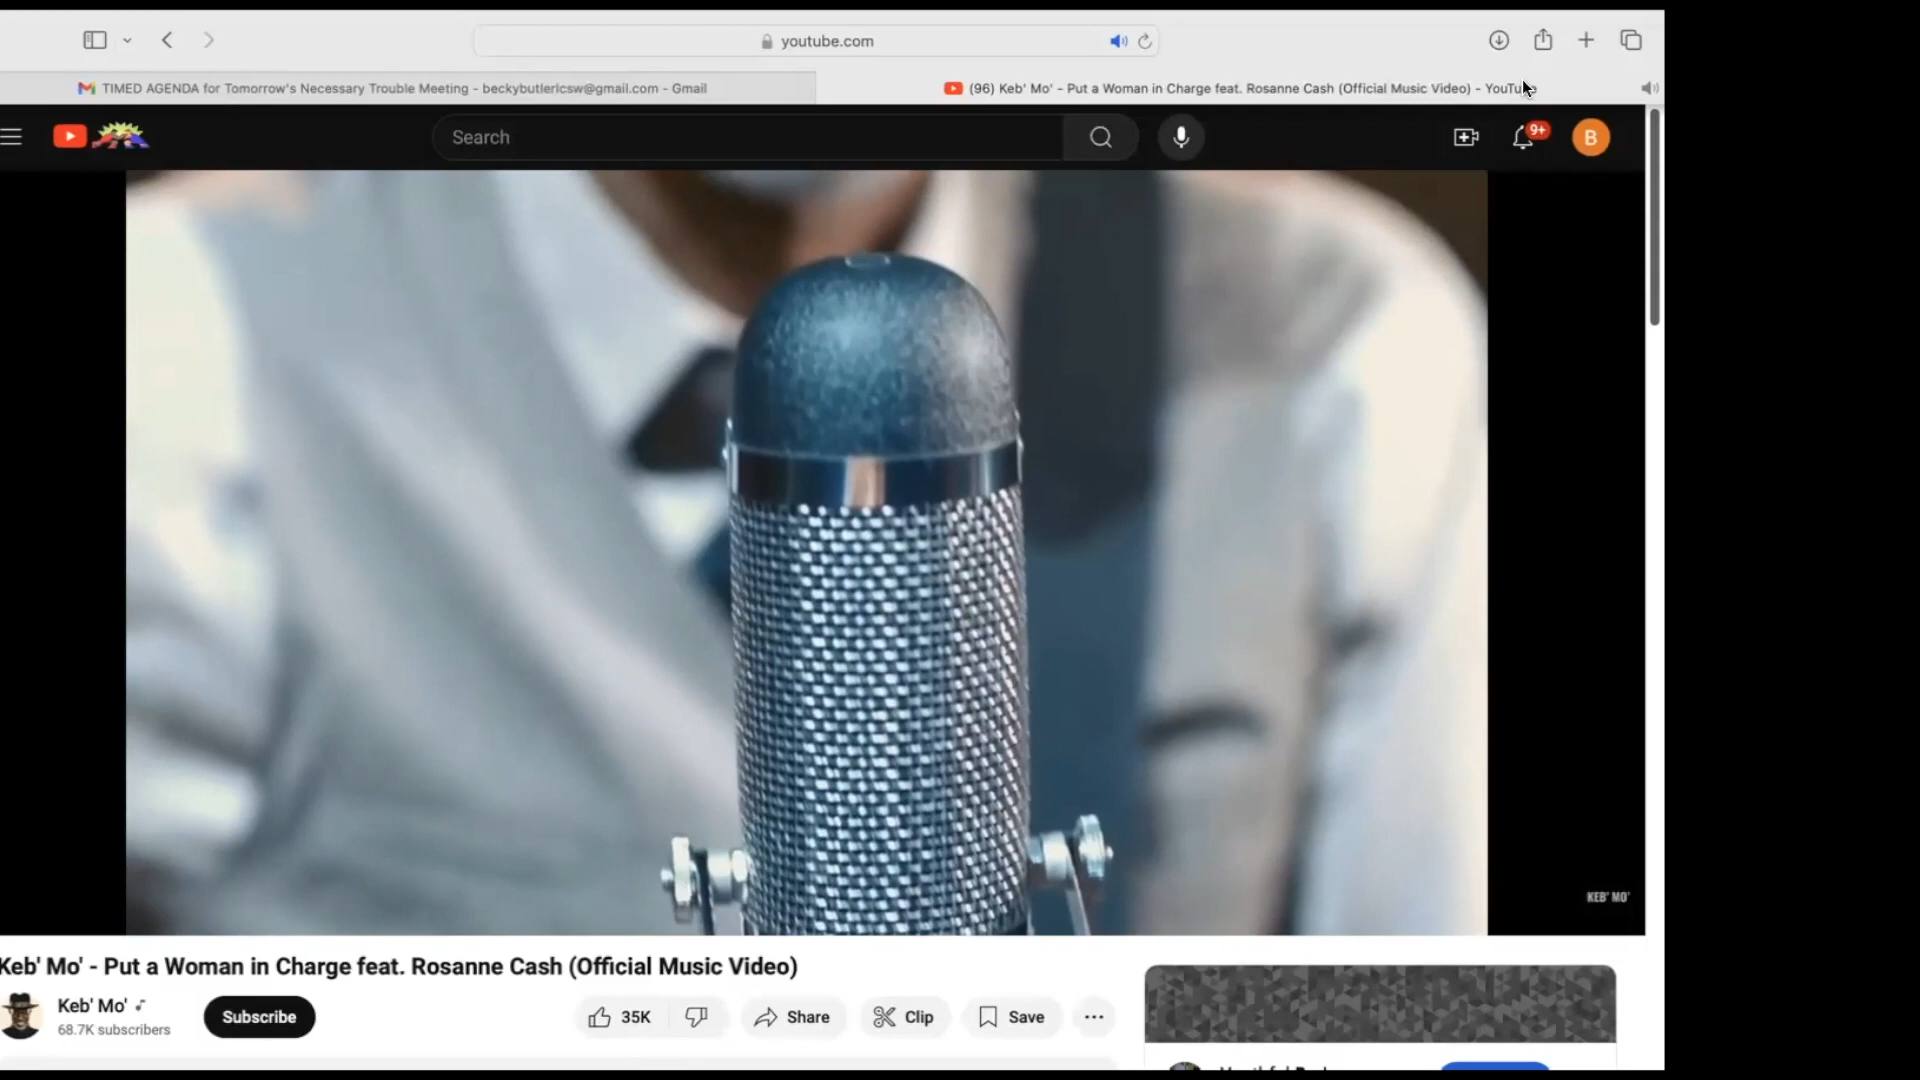 youtube.com
TIMED AGENDA for Tomorrow's Necessary Trouble Meeting - beckybutlerlcsw@gmail.com - Gmail
(96) Keb' Mo' - Put a Woman in Charge feat. Rosanne Cash (Official Music Video) - YouTube
Search
9+
B
KEB' MO'
Keb' Mo' - Put a Woman in Charge feat. Rosanne Cash (Official Music Video)
Keb' Mo'
68.7K subscribers
Subscribe
35K
Share
Clip
Save